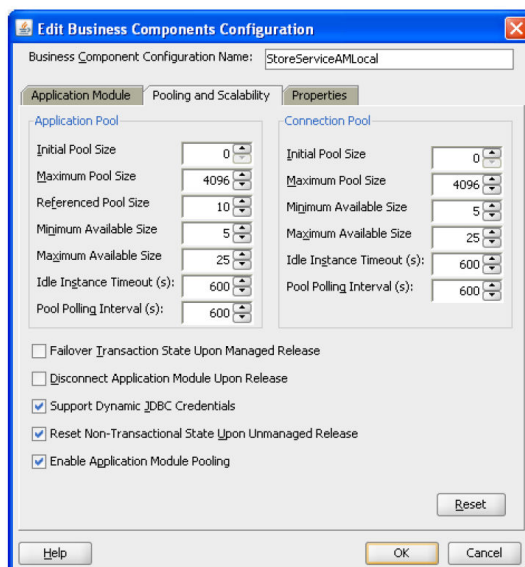 Edit Business Components Configuration
Business Component Configuration Name: StoreServiceAMLocal
Application Module Pooling and Scalability Properties
Application Pool
Initial Pool Size 0
Maximum Pool Size 4096
Referenced Pool Size 10
Minimum Available Size 5
Maximum Available Size 25
Idle Instance Timeout (s): 600
Pool Polling Interval (s): 600
Connection Pool
Initial Pool Size 0
Maximum Pool Size 4096
Minimum Available Size 5
Maximum Available Size 25
Idle Instance Timeout (s): 600
Pool Polling Interval (s): 600
Failover Transaction State Upon Managed Release
Disconnect Application Module Upon Release
Support Dynamic JDBC Credentials
Reset Non-Transactional State Upon Unmanaged Release
Enable Application Module Pooling
Reset
Help OK Cancel